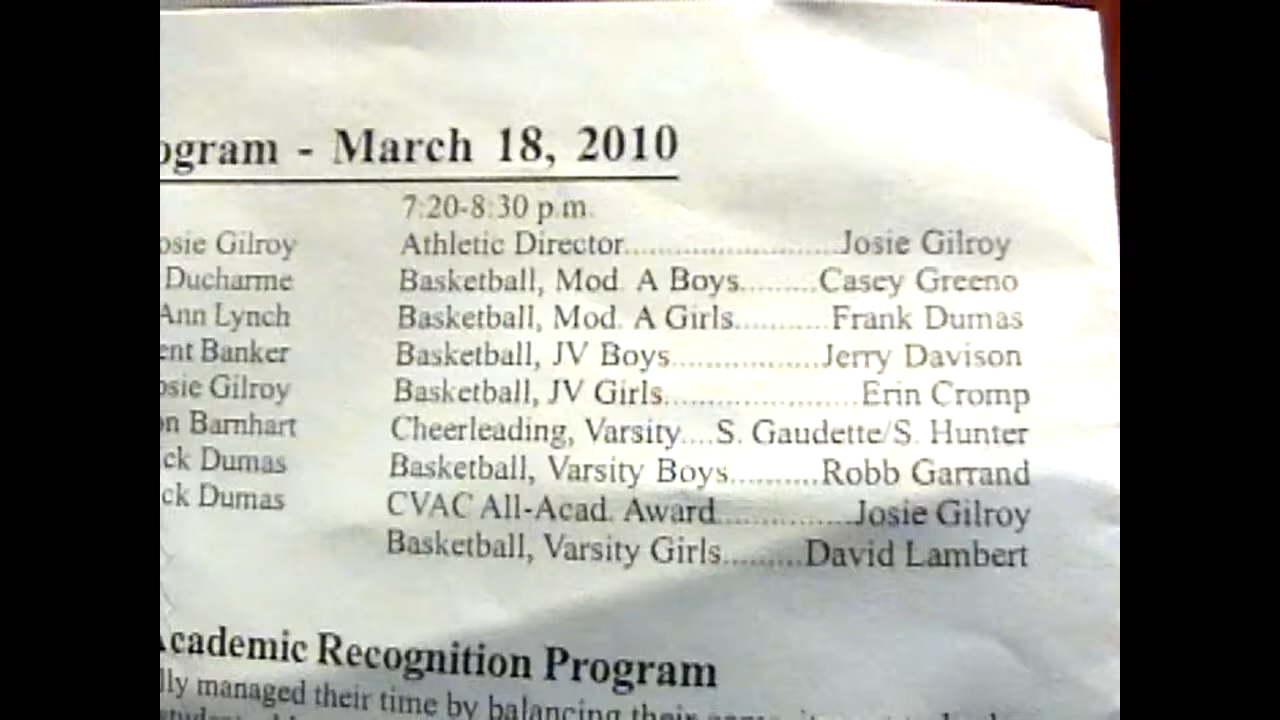 ogram - March 18, 2010
7:20-8:30 p.m.
osie Gilroy Athletic Director........................Josie Gilroy
Ducharme Basketball, Mod. A Boys.........Casey Greeno
Ann Lynch Basketball, Mod. A Girls...........Frank Dumas
ent Banker Basketball, JV Boys.................Jerry Davison
osie Gilroy Basketball, JV Girls......................Erin Cromp
on Barnhart Cheerleading, Varsity....S. Gaudette/S. Hunter
ck Dumas Basketball, Varsity Boys..........Robb Garrand
ck Dumas CVAC All-Acad. Award...............Josie Gilroy
Basketball, Varsity Girls.........David Lambert
Academic Recognition Program
lly managed their time by balancing their